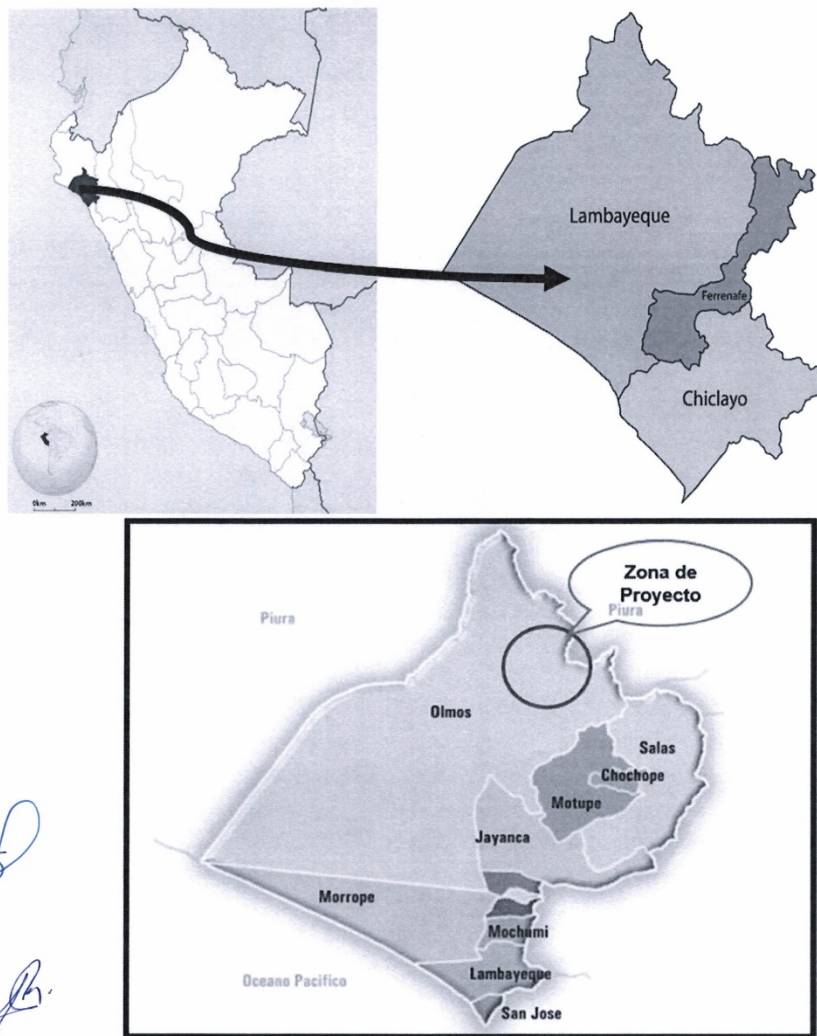 Lambayeque
Ferreñafe
Chiclayo
0km 200km
Zona de
Proyecto
Piura
Piura
Olmos
Salas
Chochope
Motupe
Jayanca
Morrope
Mochumi
Lambayeque
Oceano Pacifico
San Jose